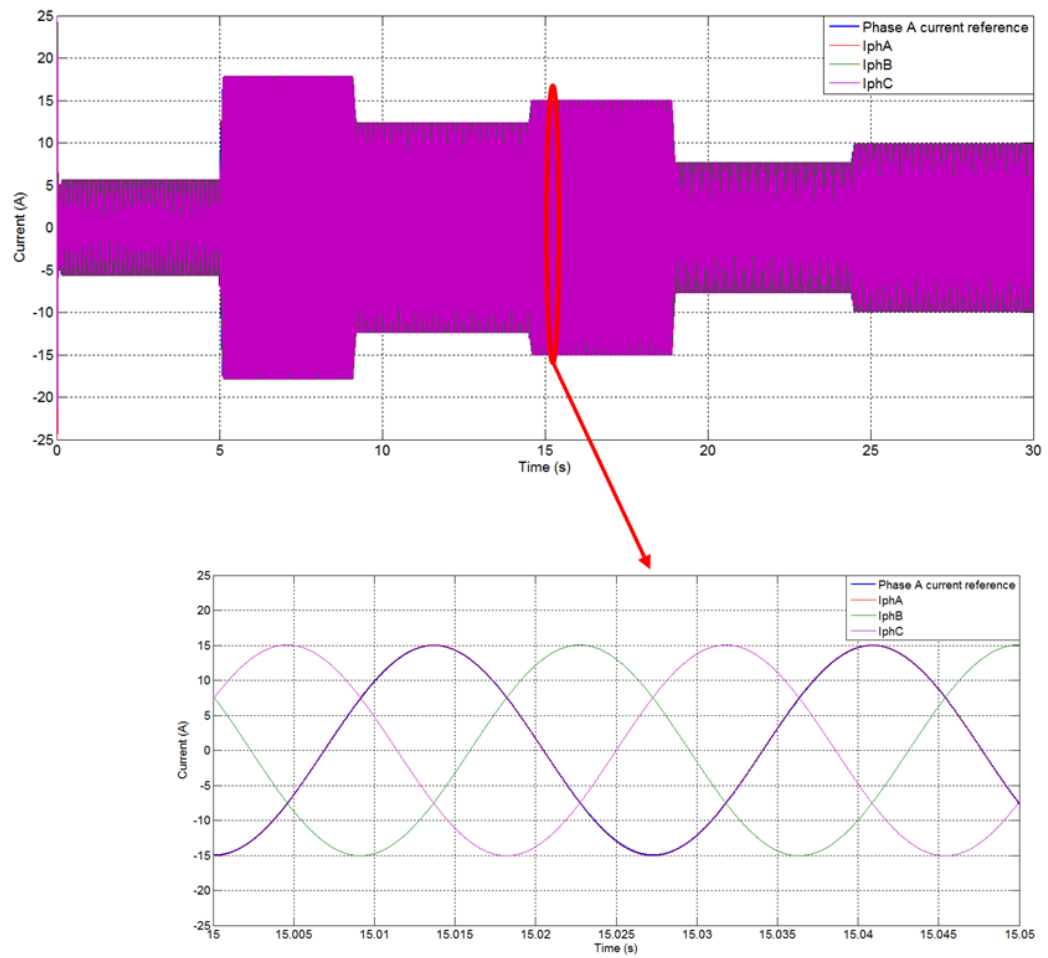 25
20
15
10
5
0
-5
-10
-15
-20
-25
Current (A)
0 5 10 15 20 25 30
Time (s)
Phase A current reference
IphA
IphB
IphC
25
20
15
10
5
0
-5
-10
-15
-20
-25
Current (A)
15 15.005 15.01 15.015 15.02 15.025 15.03 15.035 15.04 15.045 15.05
Time (s)
Phase A current reference
IphA
IphB
IphC